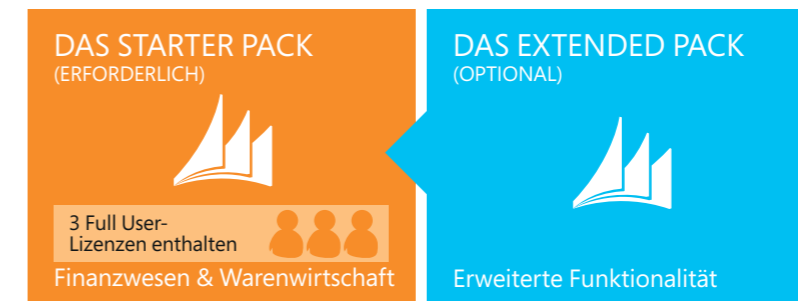 DAS STARTER PACK
(ERFORDERLICH)
3 Full User-
Lizenzen enthalten
Finanzwesen & Warenwirtschaft
DAS EXTENDED PACK
(OPTIONAL)
Erweiterte Funktionalität